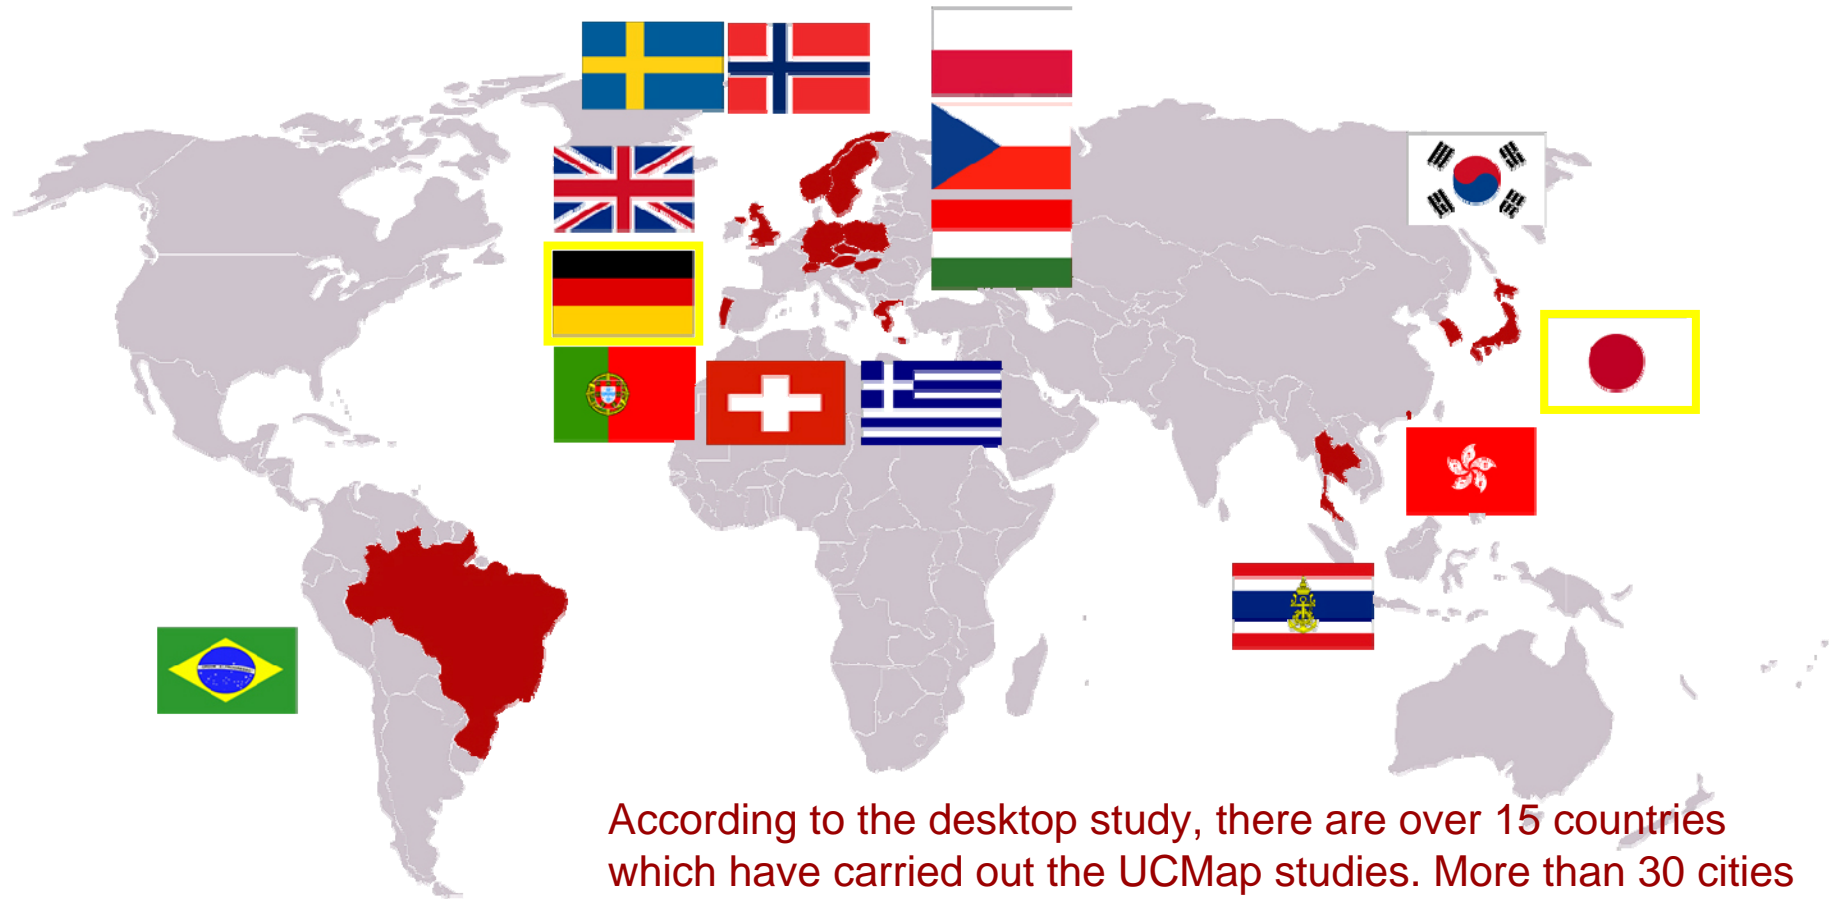 According to the desktop study, there are over 15 countries
which have carried out the UCMap studies. More than 30 cities